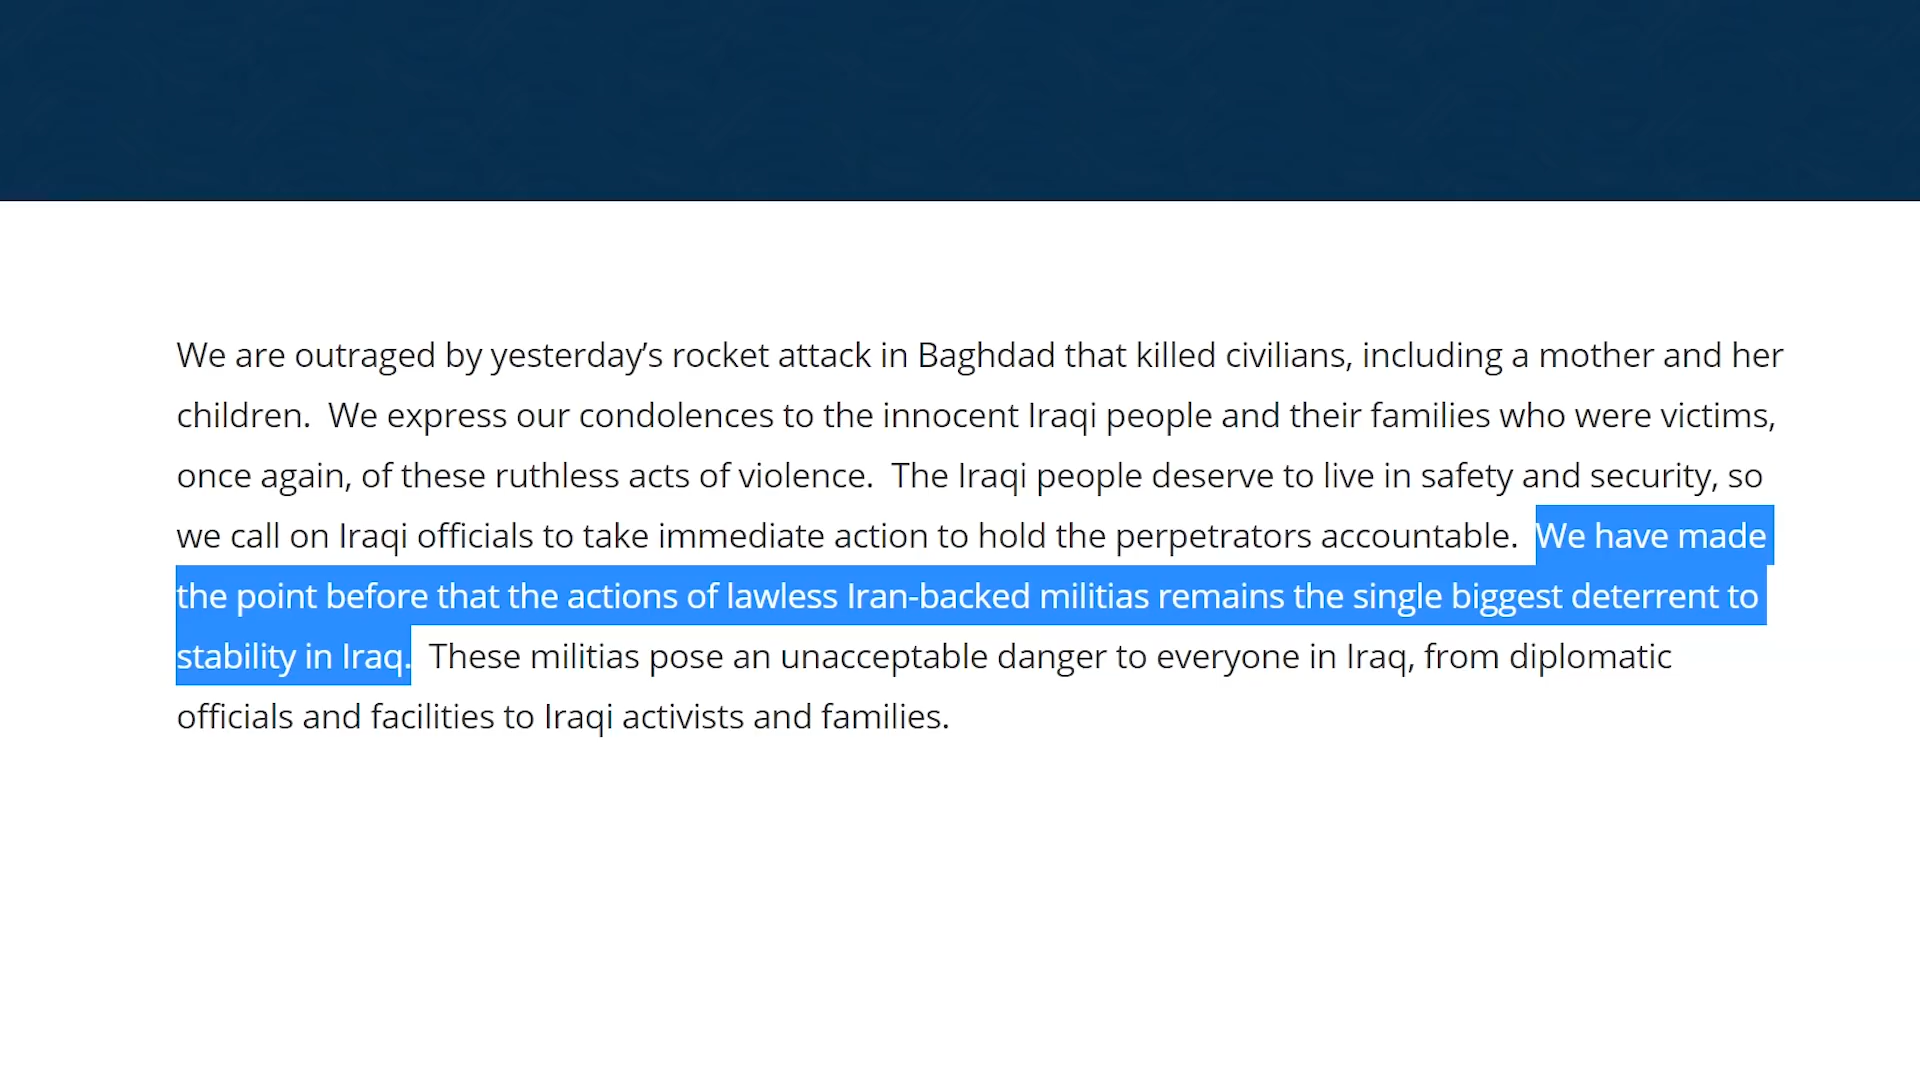 We are outraged by yesterday’s rocket attack in Baghdad that killed civilians, including a mother and her
children.  We express our condolences to the innocent Iraqi people and their families who were victims,
once again, of these ruthless acts of violence.  The Iraqi people deserve to live in safety and security, so
we call on Iraqi officials to take immediate action to hold the perpetrators accountable.  We have made
the point before that the actions of lawless Iran-backed militias remains the single biggest deterrent to
stability in Iraq.  These militias pose an unacceptable danger to everyone in Iraq, from diplomatic
officials and facilities to Iraqi activists and families.